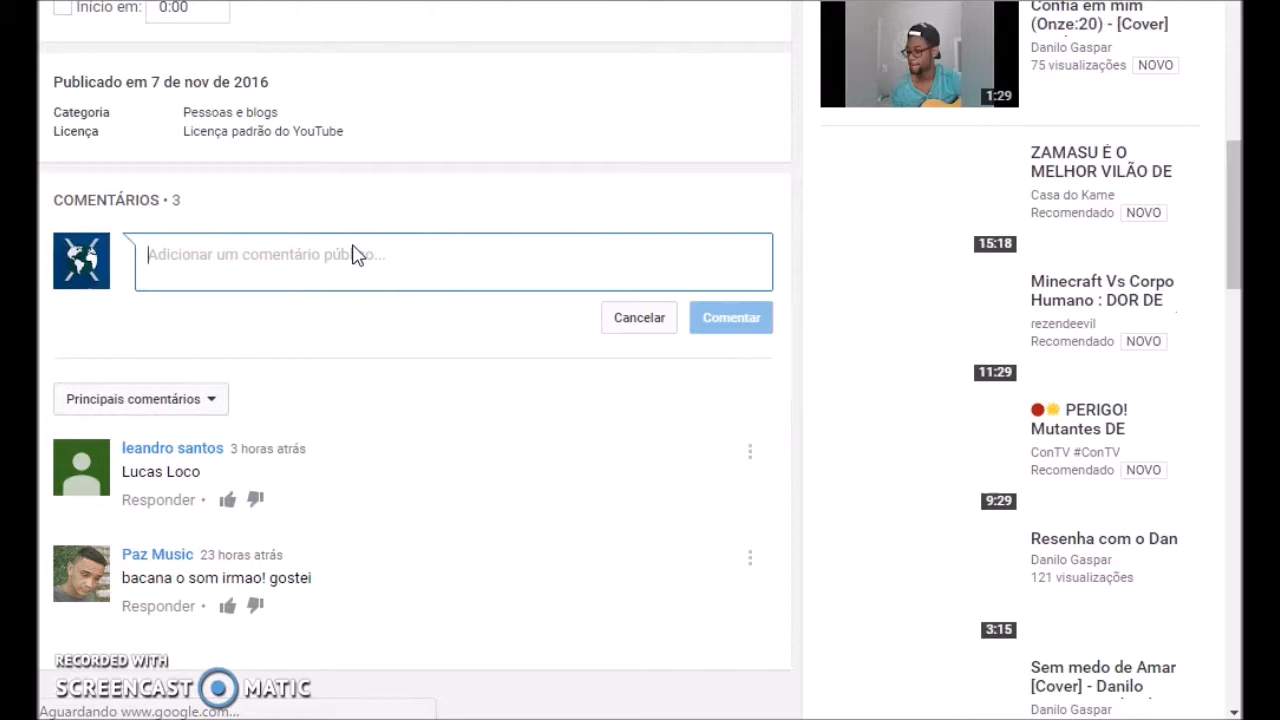 Início em: 0:00
Publicado em 7 de nov de 2016
Categoria Pessoas e blogs
Licença Licença padrão do YouTube
COMENTÁRIOS • 3
Adicionar um comentário público...
Cancelar Comentar
Principais comentários
leandro santos 3 horas atrás
Lucas Loco
Responder •
Paz Music 23 horas atrás
bacana o som irmao! gostei
Responder •
RECORDED WITH
SCREENCAST MATIC
Aguardando www.google.com...
Confia em mim
(Onze:20) - [Cover]
Danilo Gaspar
75 visualizações NOVO
1:29
ZAMASU É O
MELHOR VILÃO DE
Casa do Kame
Recomendado NOVO
15:18
Minecraft Vs Corpo
Humano : DOR DE
rezendeevil
Recomendado NOVO
11:29
PERIGO!
Mutantes DE
ConTV #ConTV
Recomendado NOVO
9:29
Resenha com o Dan
Danilo Gaspar
121 visualizações
3:15
Sem medo de Amar
[Cover] - Danilo
Danilo Gaspar